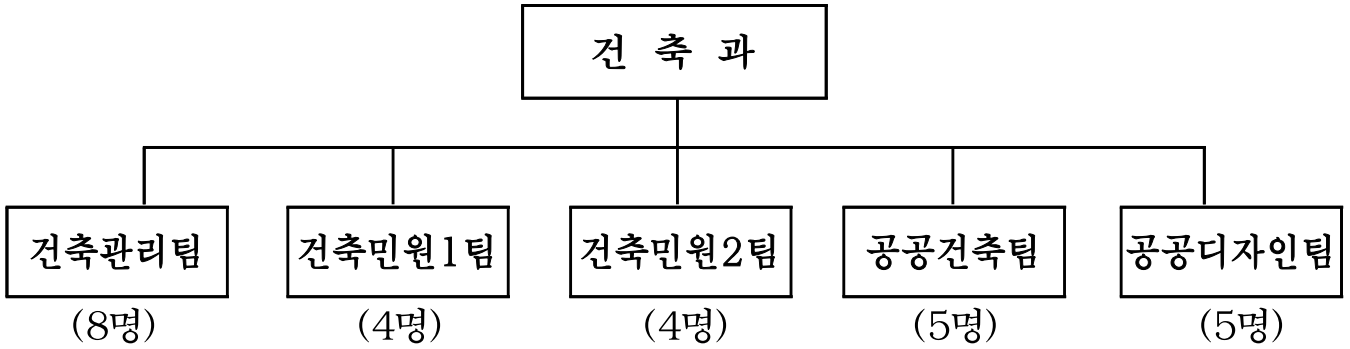 건 축 과
건축관리팀 건축민원1팀 건축민원2팀 공공건축팀 공공디자인팀
(8명) (4명) (4명) (5명) (5명)